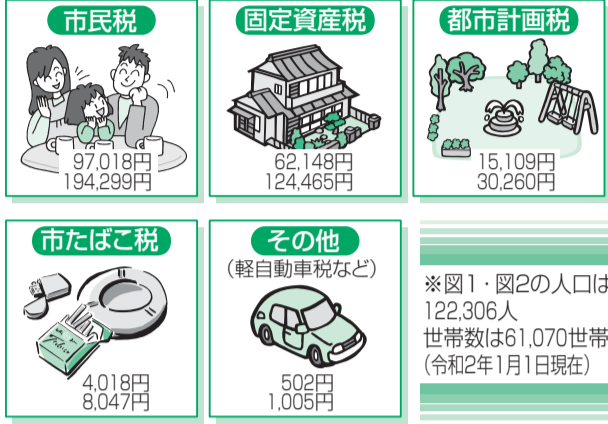 市民税
97,018円
194,299円
固定資産税
62,148円
124,465円
都市計画税
15,109円
30,260円
市たばこ税
4,018円
8,047円
その他
(軽自動車税など)
502円
1,005円
※図1・図2の人口は
122,306人
世帯数は61,070世帯
(令和2年1月1日現在)